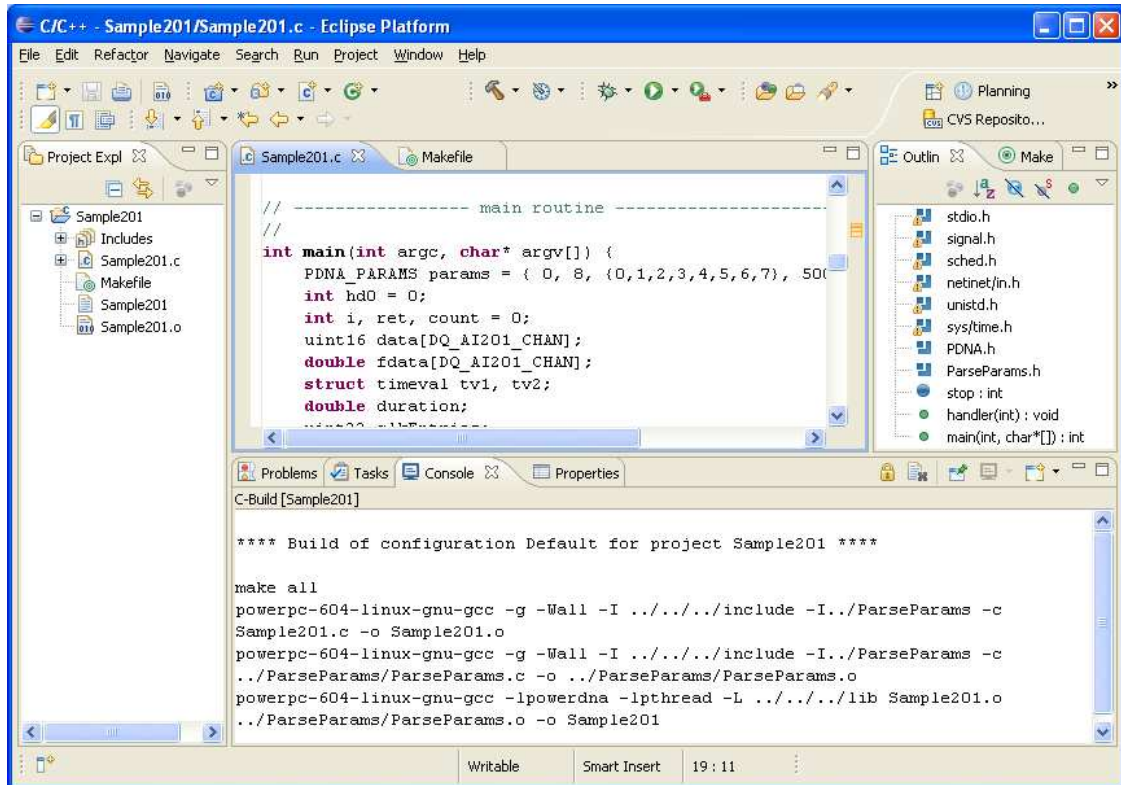 C/C++ - Sample201/Sample201.c - Eclipse Platform
File Edit Refactor Navigate Search Run Project Window Help
Planning
CVS Reposito...
Project Expl
Sample201
Includes
Sample201.c
Makefile
Sample201
Sample201.o
Sample201.c
Makefile
// ----------------- main routine ---------------------
//
int main(int argc, char* argv[]) {
PDNA_PARAMS params = { 0, 8, {0,1,2,3,4,5,6,7}, 500
int hd0 = 0;
int i, ret, count = 0;
uint16 data[DQ_AI201_CHAN];
double fdata[DQ_AI201_CHAN];
struct timeval tv1, tv2;
double duration;
Outlin
Make
stdio.h
signal.h
sched.h
netinet/in.h
unistd.h
sys/time.h
PDNA.h
ParseParams.h
stop : int
handler(int) : void
main(int, char*[]) : int
Problems Tasks Console Properties
C-Build [Sample201]
**** Build of configuration Default for project Sample201 ****
make all
powerpc-604-linux-gnu-gcc -g -Wall -I ../../../include -I../ParseParams -c
Sample201.c -o Sample201.o
powerpc-604-linux-gnu-gcc -g -Wall -I ../../../include -I../ParseParams -c
../ParseParams/ParseParams.c -o ../ParseParams/ParseParams.o
powerpc-604-linux-gnu-gcc -lpowerdna -lpthread -L ../../../lib Sample201.o
../ParseParams/ParseParams.o -o Sample201
Writable Smart Insert 19 : 11